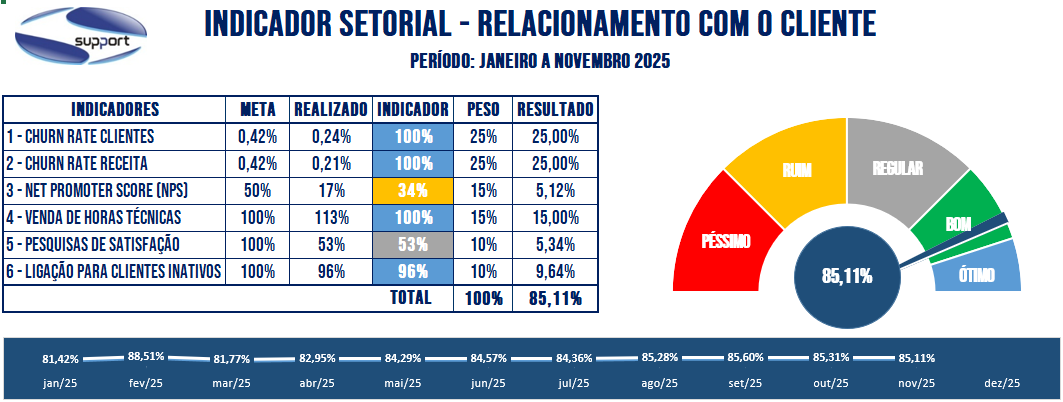 support
INDICADOR SETORIAL - RELACIONAMENTO COM O CLIENTE
PERÍODO: JANEIRO A NOVEMBRO 2025
INDICADORES META REALIZADO INDICADOR PESO RESULTADO
1 - CHURN RATE CLIENTES 0,42% 0,24% 100% 25% 25,00%
2 - CHURN RATE RECEITA 0,42% 0,21% 100% 25% 25,00%
3 - NET PROMOTER SCORE (NPS) 50% 17% 34% 15% 5,12%
4 - VENDA DE HORAS TÉCNICAS 100% 113% 100% 15% 15,00%
5 - PESQUISAS DE SATISFAÇÃO 100% 53% 53% 10% 5,34%
6 - LIGAÇÃO PARA CLIENTES INATIVOS 100% 96% 96% 10% 9,64%
TOTAL 100% 85,11%
PÉSSIMO
RUIM
REGULAR
BOM
ÓTIMO
85,11%
81,42% 88,51% 81,77% 82,95% 84,29% 84,57% 84,36% 85,28% 85,60% 85,31% 85,11%
jan/25 fev/25 mar/25 abr/25 mai/25 jun/25 jul/25 ago/25 set/25 out/25 nov/25 dez/25